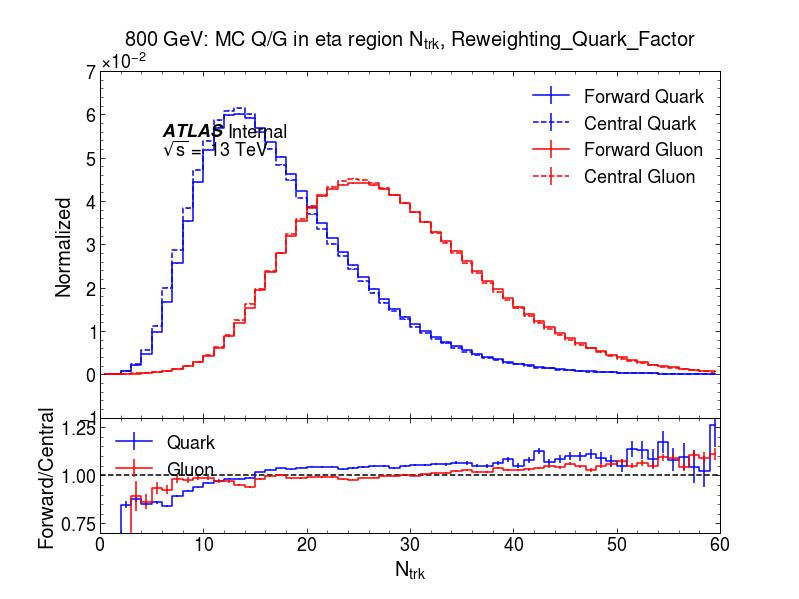 800 GeV: MC Q/G in eta region Ntrk, Reweighting_Quark_Factor
×10−2
7
6
5
4
3
2
1
0
−1
Normalized
ATLAS Internal
√s = 13 TeV
Forward Quark
Central Quark
Forward Gluon
Central Gluon
1.25
1.00
0.75
Forward/Central
Quark
Gluon
0 10 20 30 40 50 60
Ntrk